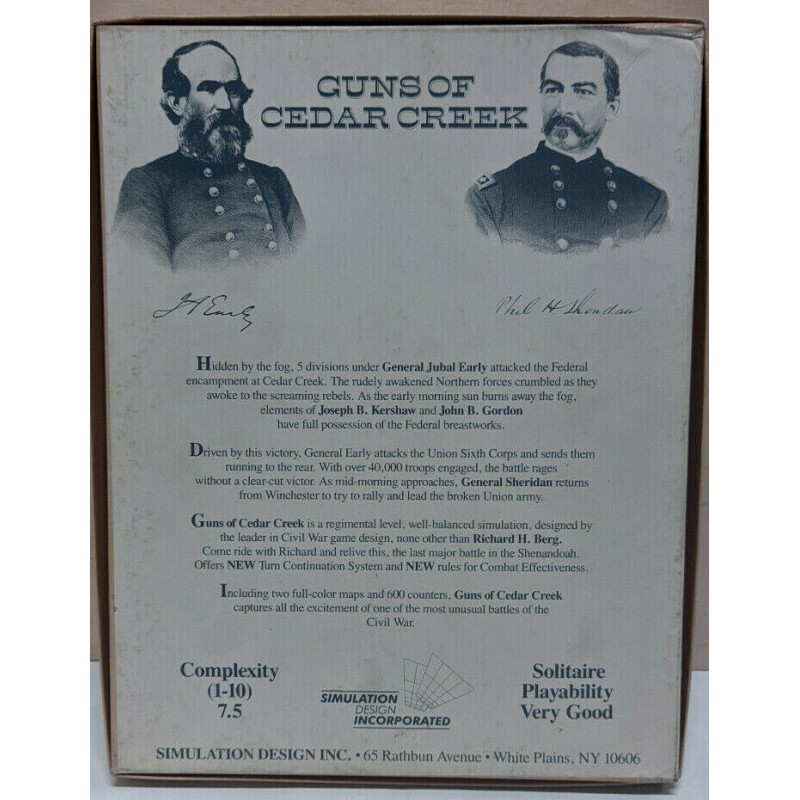 GUNS OF
CEDAR CREEK
JA Early
Phil H Sheridan
Hidden by the fog, 5 divisions under General Jubal Early attacked the Federal
encampment at Cedar Creek. The rudely awakened Northern forces crumbled as they
awoke to the screaming rebels. As the early morning sun burns away the fog,
elements of Joseph B. Kershaw and John B. Gordon
have full possession of the Federal breastworks.
Driven by this victory, General Early attacks the Union Sixth Corps and sends them
running to the rear. With over 40,000 troops engaged, the battle rages
without a clear-cut victor. As mid-morning approaches, General Sheridan returns
from Winchester to try to rally and lead the broken Union army.
Guns of Cedar Creek is a regimental level, well-balanced simulation, designed by
the leader in Civil War game design, none other than Richard H. Berg.
Come ride with Richard and relive this, the last major battle in the Shenandoah.
Offers NEW Turn Continuation System and NEW rules for Combat Effectiveness.
Including two full-color maps and 600 counters, Guns of Cedar Creek
captures all the excitement of one of the most unusual battles of the
Civil War.
Complexity
(1-10)
7.5
SIMULATION
DESIGN
INCORPORATED
Solitaire
Playability
Very Good
SIMULATION DESIGN INC. • 65 Rathbun Avenue • White Plains, NY 10606